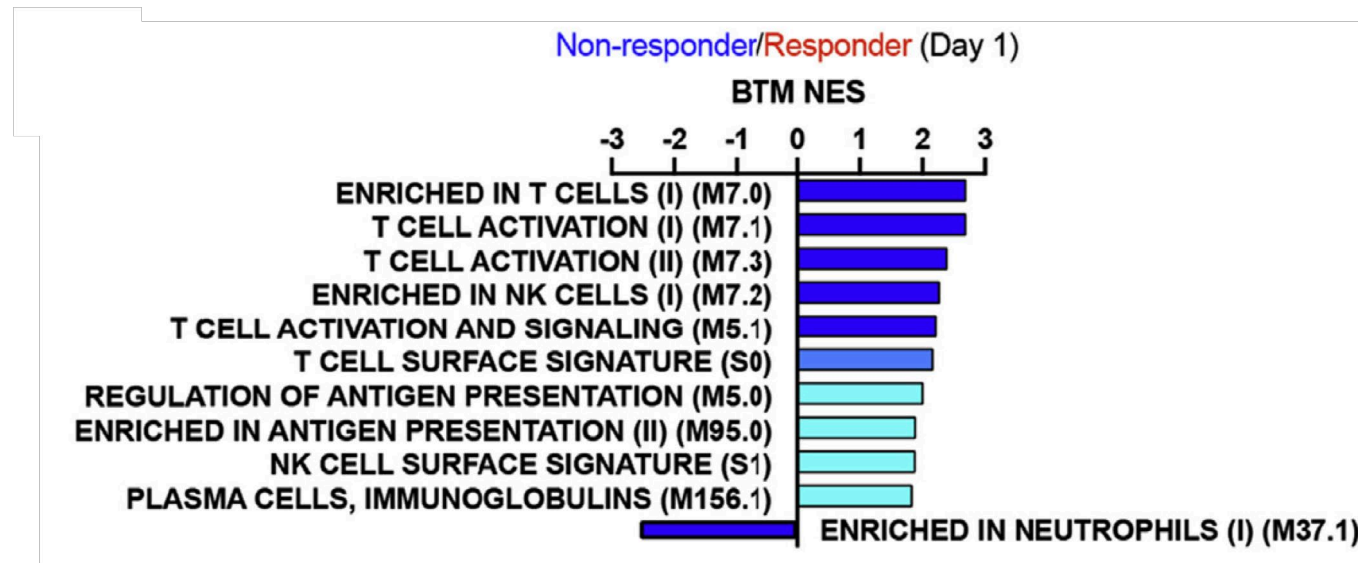 Non-responder/Responder (Day 1)
BTM NES
-3 -2 -1 0 1 2 3
ENRICHED IN T CELLS (I) (M7.0)
T CELL ACTIVATION (I) (M7.1)
T CELL ACTIVATION (II) (M7.3)
ENRICHED IN NK CELLS (I) (M7.2)
T CELL ACTIVATION AND SIGNALING (M5.1)
T CELL SURFACE SIGNATURE (S0)
REGULATION OF ANTIGEN PRESENTATION (M5.0)
ENRICHED IN ANTIGEN PRESENTATION (II) (M95.0)
NK CELL SURFACE SIGNATURE (S1)
PLASMA CELLS, IMMUNOGLOBULINS (M156.1)
ENRICHED IN NEUTROPHILS (I) (M37.1)